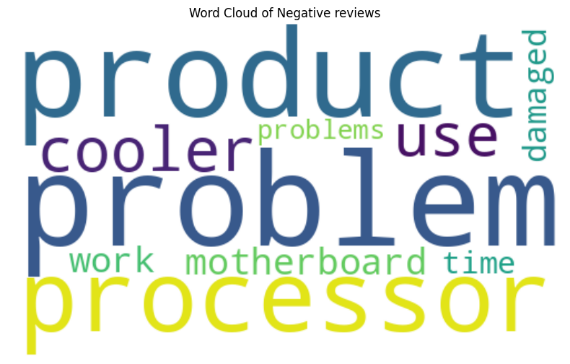 Word Cloud of Negative reviews
product
damaged
problems
use
cooler
problem
work
motherboard
time
processor